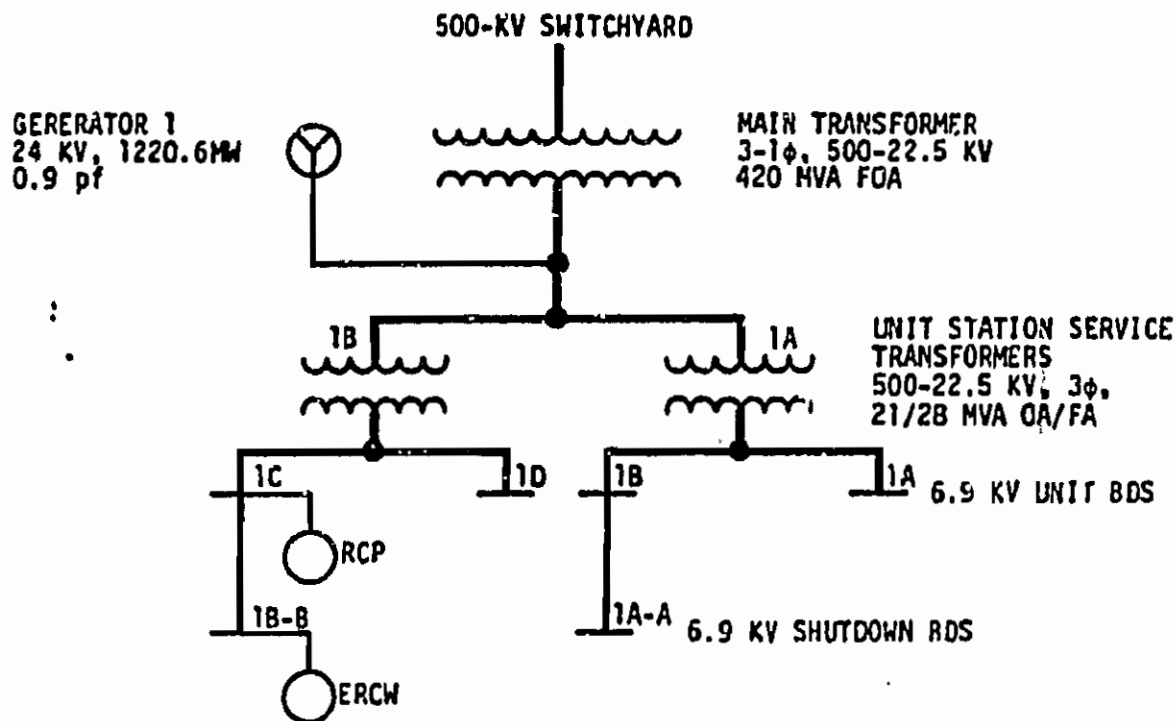 500-KV SWITCHYARD
GERERATOR 1
24 KV, 1220.6MW
0.9 pf
MAIN TRANSFORMER
3-1ϕ, 500-22.5 KV
420 MVA FOA
1B
1A
UNIT STATION SERVICE
TRANSFORMERS
500-22.5 KV, 3ϕ,
21/28 MVA OA/FA
1C
1D
1B
1A
6.9 KV UNIT BDS
RCP
1B-B
1A-A
6.9 KV SHUTDOWN BDS
ERCW